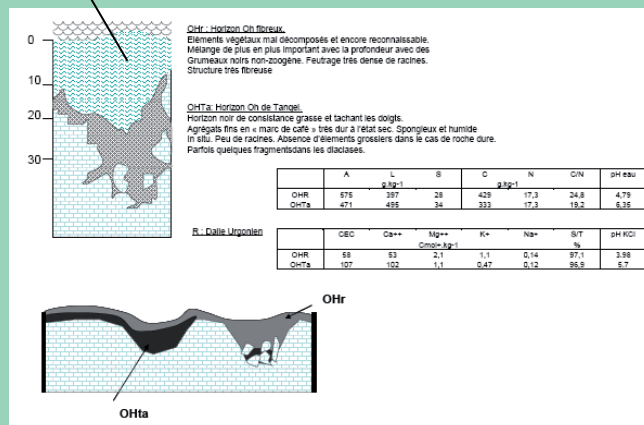 OHr : Horizon Oh fibreux.
Eléments végétaux mal décomposés et encore reconnaissable.
Mélange de plus en plus important avec la profondeur avec des
Grumeaux noirs non-zoogène. Feutrage très dense de racines.
Structure très fibreuse
0
10
20
30
OHTa: Horizon Oh de Tangel.
Horizon noir de consistance grasse et tachant les doigts.
Agrégats fins en « marc de café » très dur à l'état sec. Spongieux et humide
In situ. Peu de racines. Absence d'élements grossiers dans le cas de roche dure.
Parfois quelques fragmentsdans les diaclases.
A L S C N C/N pH eau
g.kg-1 g.kg-1
OHR 575 397 28 429 17,3 24,8 4,79
OHTa 471 495 34 333 17,3 19,2 6,35
R : Dalle Urgonien
CEC Ca++ Mg++ K+ Na+ S/T pH KCl
Cmol+.kg-1 %
OHR 58 53 2,1 1,1 0,14 97,1 3.98
OHTa 107 102 1,1 0,47 0,12 96,9 5.7
OHr
OHta